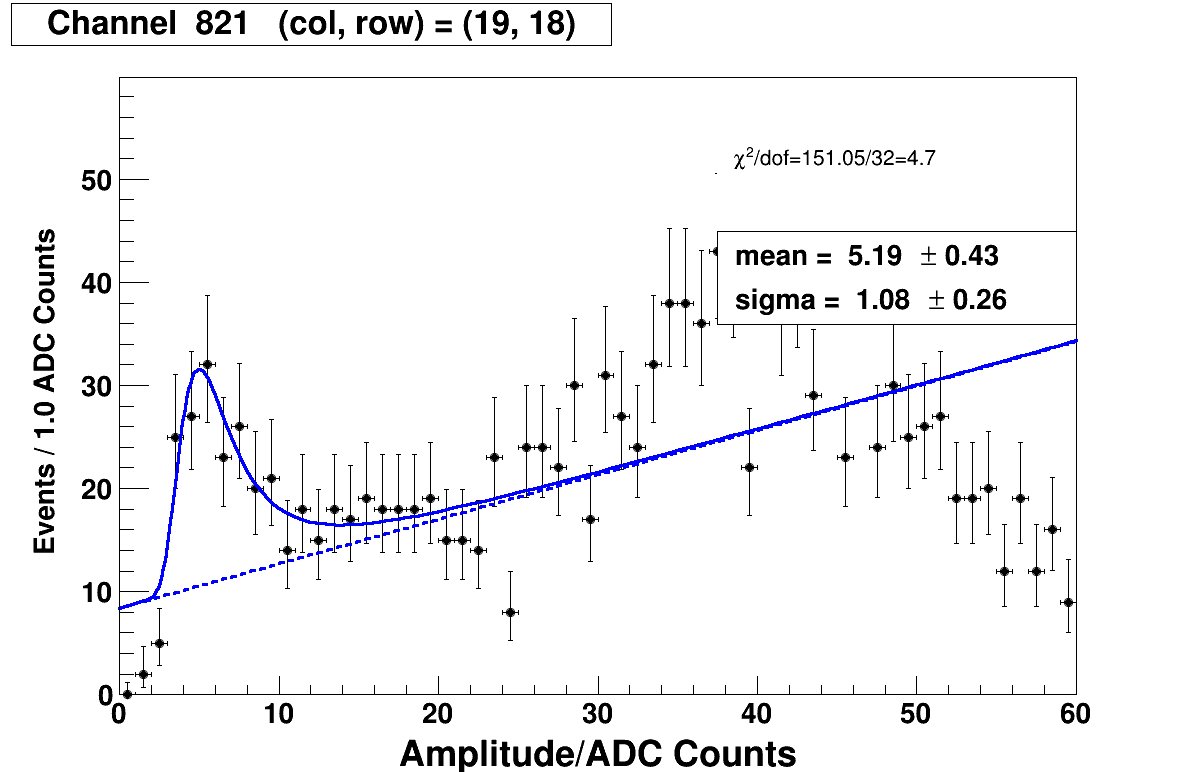 Channel 821 (col, row) = (19, 18)
χ²/dof=151.05/32=4.7
mean = 5.19 ± 0.43
sigma = 1.08 ± 0.26
Events / 1.0 ADC Counts
50
40
30
20
10
0
0 10 20 30 40 50 60
Amplitude/ADC Counts